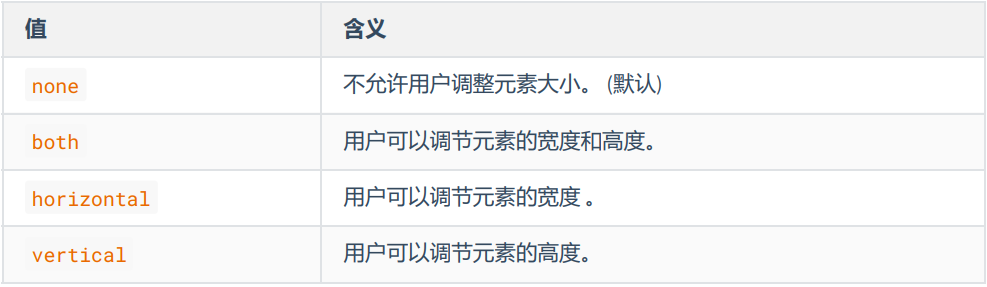 值 含义
none 不允许用户调整元素大小。 (默认)
both 用户可以调节元素的宽度和高度。
horizontal 用户可以调节元素的宽度 。
vertical 用户可以调节元素的高度。